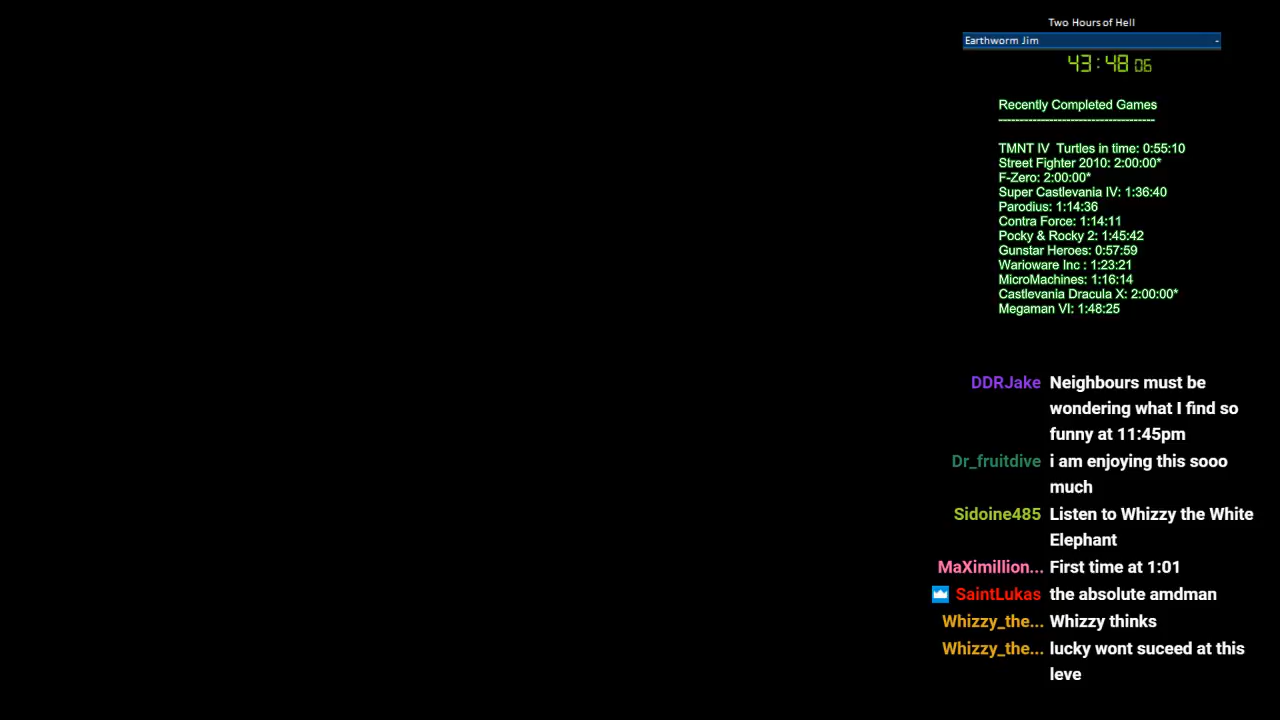 Two Hours of Hell
Earthworm Jim -
43:48 06
Recently Completed Games
--------------------------------------
TMNT IV Turtles in time: 0:55:10
Street Fighter 2010: 2:00:00*
F-Zero: 2:00:00*
Super Castlevania IV: 1:36:40
Parodius: 1:14:36
Contra Force: 1:14:11
Pocky & Rocky 2: 1:45:42
Gunstar Heroes: 0:57:59
Warioware Inc : 1:23:21
MicroMachines: 1:16:14
Castlevania Dracula X: 2:00:00*
Megaman VI: 1:48:25
DDRJake Neighbours must be
wondering what I find so
funny at 11:45pm
Dr_fruitdive i am enjoying this sooo
much
Sidoine485 Listen to Whizzy the White
Elephant
MaXimillion... First time at 1:01
SaintLukas the absolute amdman
Whizzy_the... Whizzy thinks
Whizzy_the... lucky wont suceed at this
leve